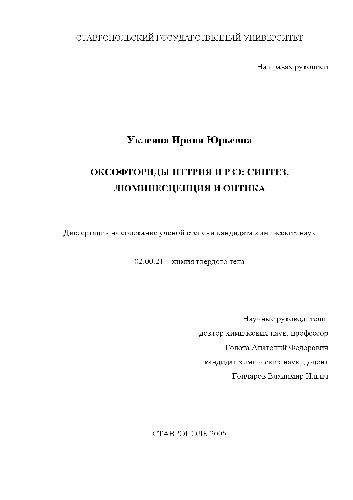 СТАВРОПОЛЬСКИЙ ГОСУДАРСТВЕННЫЙ УНИВЕРСИТЕТ
На правах рукописи
Уклеина Ирина Юрьевна
ОКСОФТОРИДЫ ИТТРИЯ И РЗЭ: СИНТЕЗ,
ЛЮМИНЕСЦЕНЦИЯ И ОПТИКА
Диссертация на соискание ученой степени кандидата химических наук
02.00.21 – химия твердого тела
Научные руководители:
доктор химических наук, профессор
Голота Анатолий Федорович
кандидат химических наук, доцент
Гончаров Владимир Ильич
СТАВРОПОЛЬ 2005